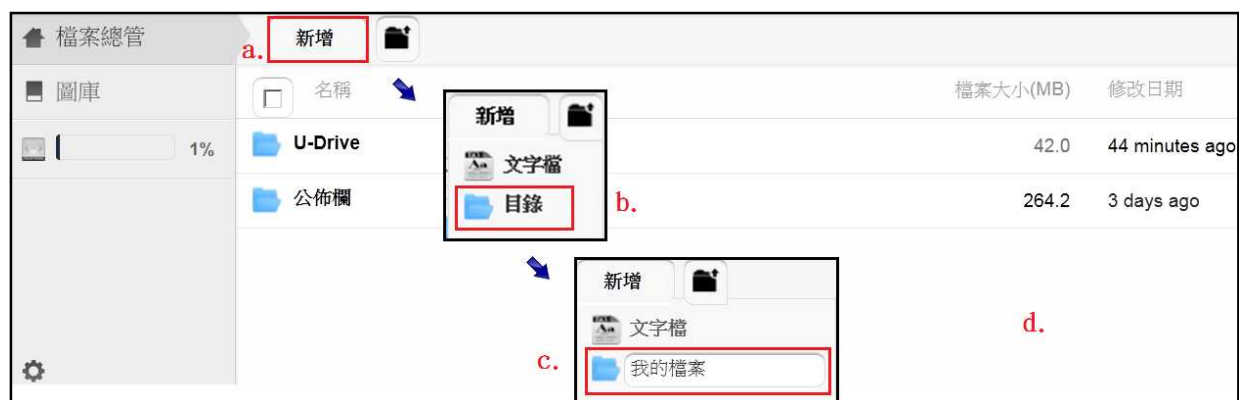 檔案總管
a. 新增
圖庫
名稱 檔案大小(MB) 修改日期
1%
U-Drive 42.0 44 minutes ago
公佈欄 264.2 3 days ago
新增
文字檔
目錄 b.
新增
文字檔
c. 我的檔案
d.